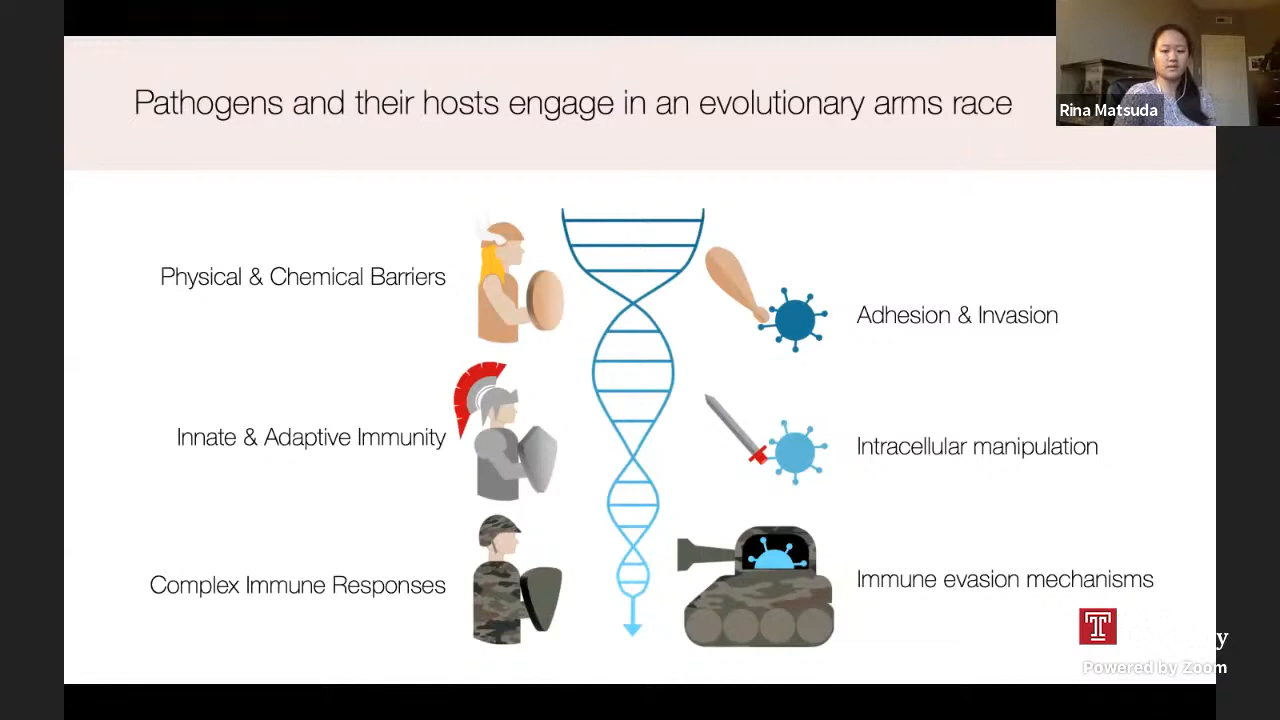 Pathogens and their hosts engage in an evolutionary arms race
Rina Matsuda
Physical & Chemical Barriers
Adhesion & Invasion
Innate & Adaptive Immunity
Intracellular manipulation
Complex Immune Responses
Immune evasion mechanisms
T
Powered by Zoom